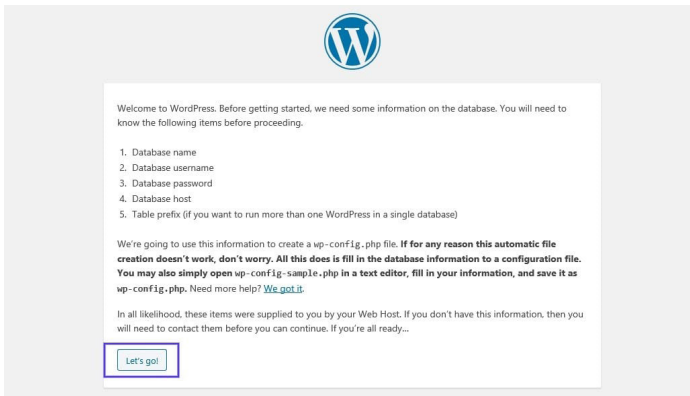 Welcome to WordPress. Before getting started, we need some information on the database. You will need to
know the following items before proceeding.
1. Database name
2. Database username
3. Database password
4. Database host
5. Table prefix (if you want to run more than one WordPress in a single database)
We're going to use this information to create a wp-config.php file. If for any reason this automatic file
creation doesn't work, don't worry. All this does is fill in the database information to a configuration file.
You may also simply open wp-config-sample.php in a text editor, fill in your information, and save it as
wp-config.php. Need more help? We got it.
In all likelihood, these items were supplied to you by your Web Host. If you don't have this information, then you
will need to contact them before you can continue. If you're all ready...
Let's go!